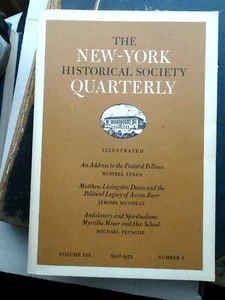 THE
NEW-YORK
HISTORICAL SOCIETY
QUARTERLY
ILLUSTRATED
An Address to the Pintard Fellows
RUSSELL LYNES
Matthew Livingston Davis and the
Political Legacy of Aaron Burr
JEROME MUSHKAT
Antislavery and Spiritualism:
Myrtilla Miner and Her School
MICHAEL FLUSCHE
VOLUME LIX April 1975 NUMBER 2